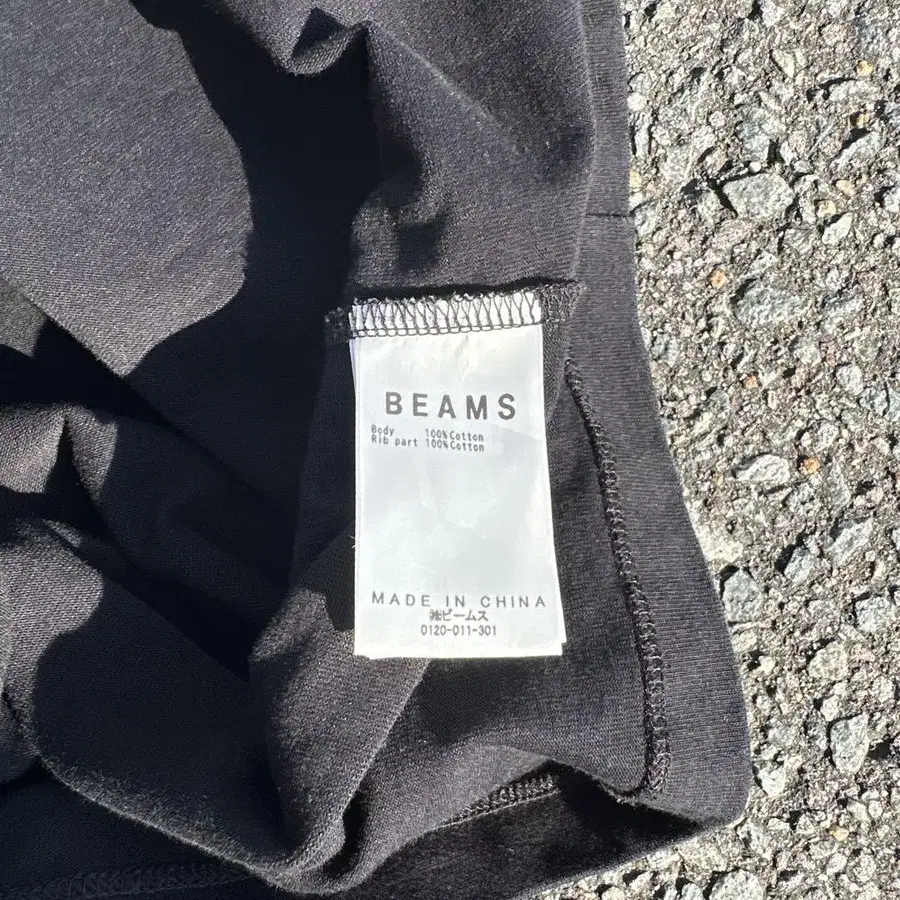 BEAMS
Body 100%Cotton
Rib part 100%Cotton
MADE IN CHINA
㈱ビームス
0120-011-301